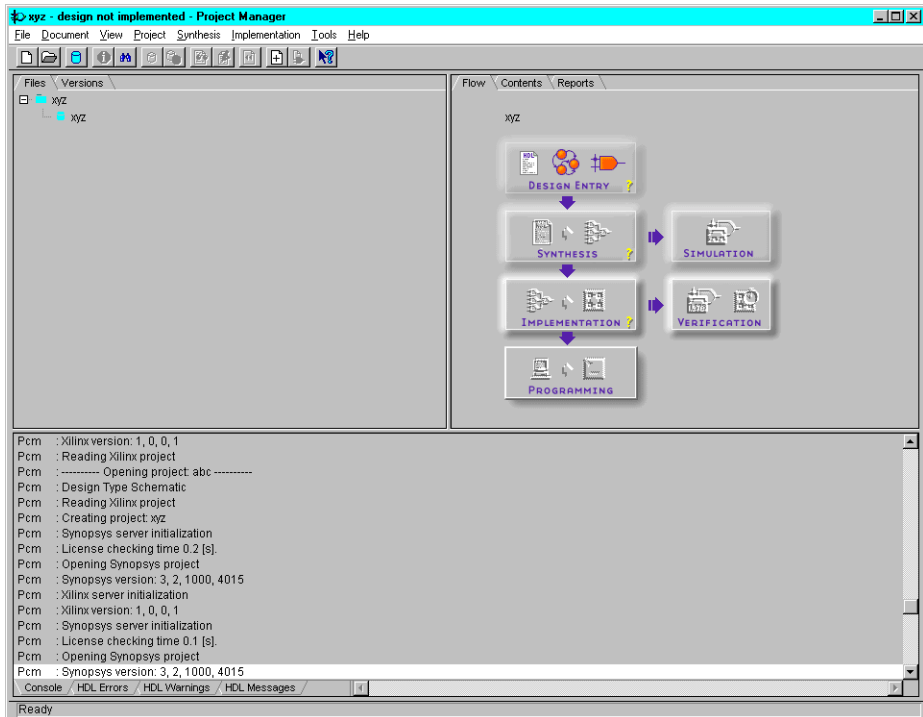 xyz - design not implemented - Project Manager
File Document View Project Synthesis Implementation Tools Help
Files Versions
xyz
xyz
Flow Contents Reports
xyz
HDL
DESIGN ENTRY ?
SYNTHESIS ?
SIMULATION
IMPLEMENTATION ?
VERIFICATION
PROGRAMMING
Pcm : Xilinx version: 1, 0, 0, 1
Pcm : Reading Xilinx project
Pcm : ---------- Opening project: abc ----------
Pcm : Design Type Schematic
Pcm : Reading Xilinx project
Pcm : Creating project: xyz
Pcm : Synopsys server initialization
Pcm : License checking time 0.2 [s].
Pcm : Opening Synopsys project
Pcm : Synopsys version: 3, 2, 1000, 4015
Pcm : Xilinx server initialization
Pcm : Xilinx version: 1, 0, 0, 1
Pcm : Synopsys server initialization
Pcm : License checking time 0.1 [s].
Pcm : Opening Synopsys project
Pcm : Synopsys version: 3, 2, 1000, 4015
Console HDL Errors HDL Warnings HDL Messages
Ready